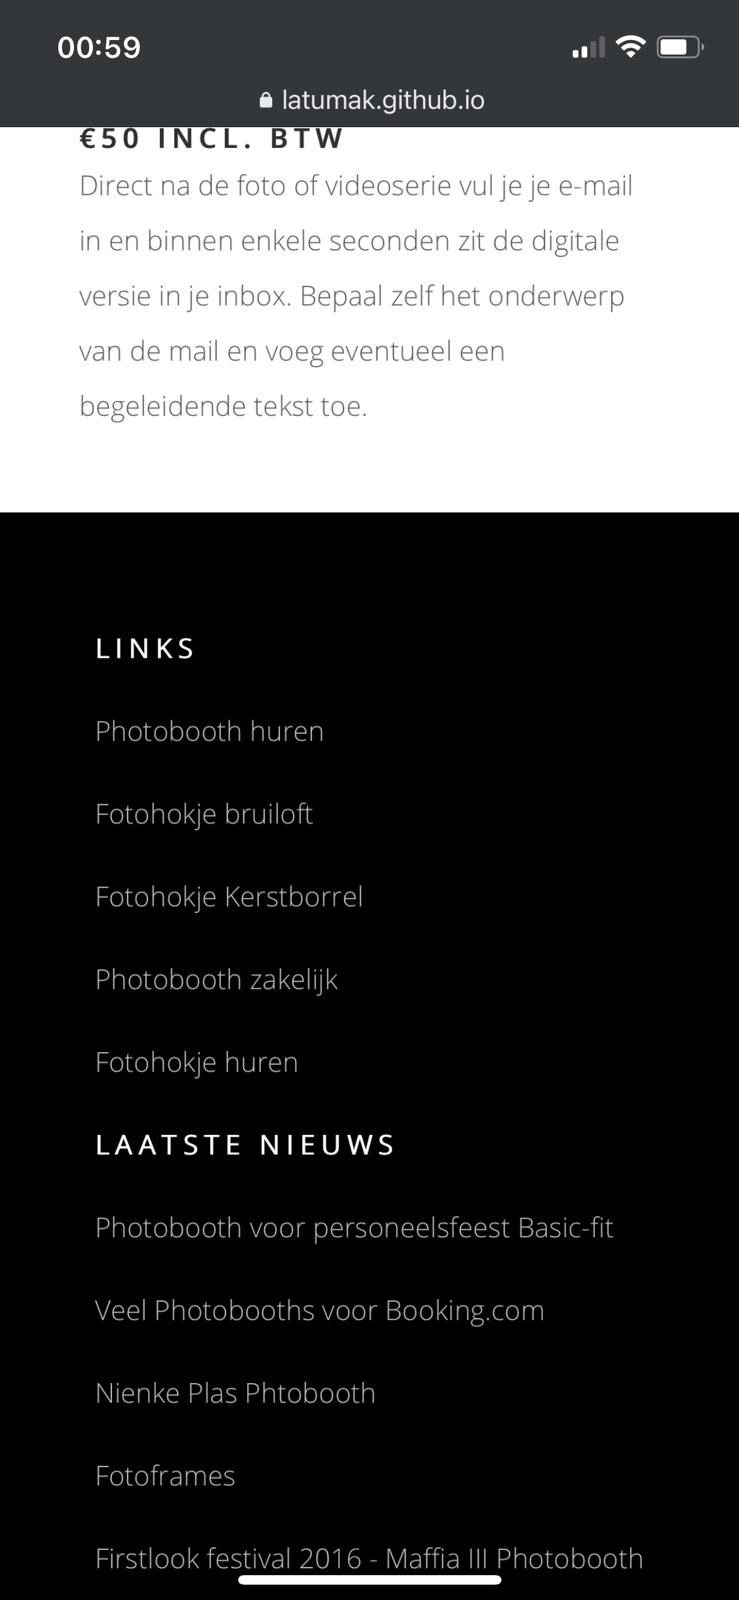 00:59
latumak.github.io
€50 INCL. BTW
Direct na de foto of videoserie vul je je e-mail
in en binnen enkele seconden zit de digitale
versie in je inbox. Bepaal zelf het onderwerp
van de mail en voeg eventueel een
begeleidende tekst toe.
LINKS
Photobooth huren
Fotohokje bruiloft
Fotohokje Kerstborrel
Photobooth zakelijk
Fotohokje huren
LAATSTE NIEUWS
Photobooth voor personeelsfeest Basic-fit
Veel Photobooths voor Booking.com
Nienke Plas Phtobooth
Fotoframes
Firstlook festival 2016 - Maffia III Photobooth